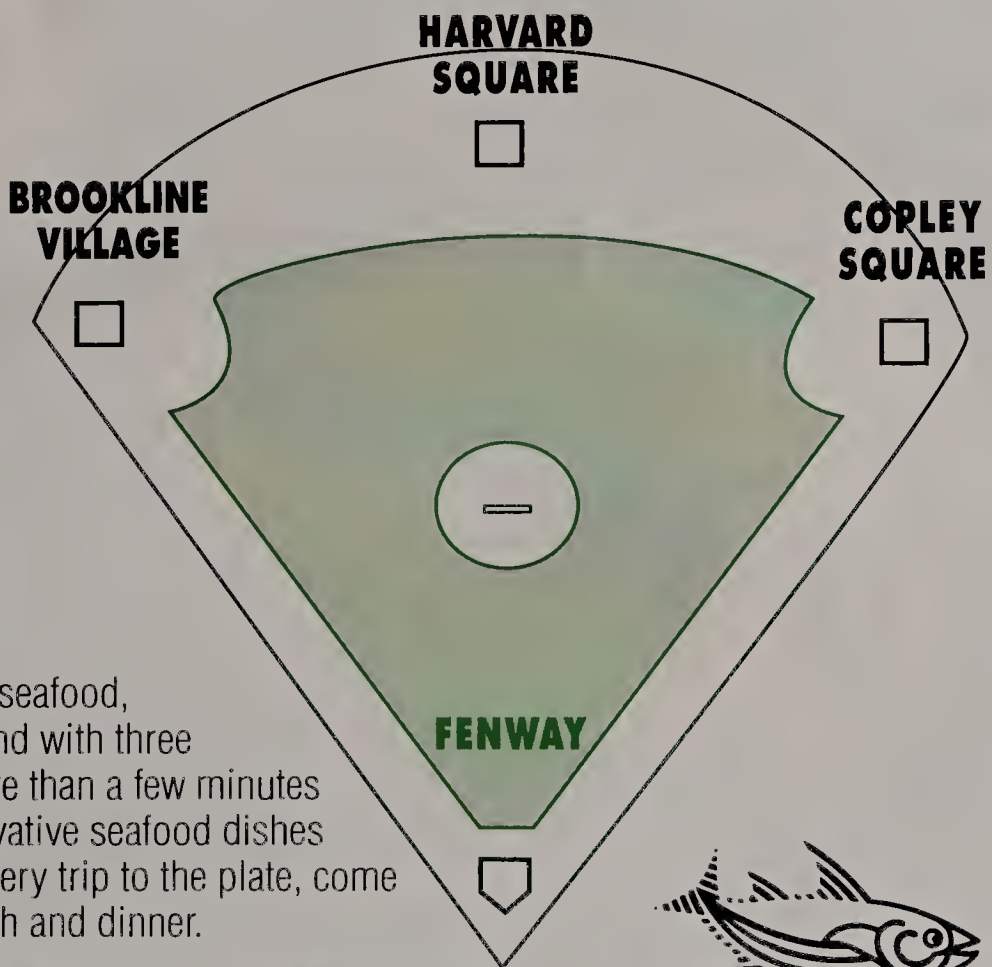 HARVARD
SQUARE
BROOKLINE
VILLAGE
COPLEY
SQUARE
FENWAY
seafood,
nd with three
e than a few minutes
vative seafood dishes
ery trip to the plate, come
h and dinner.